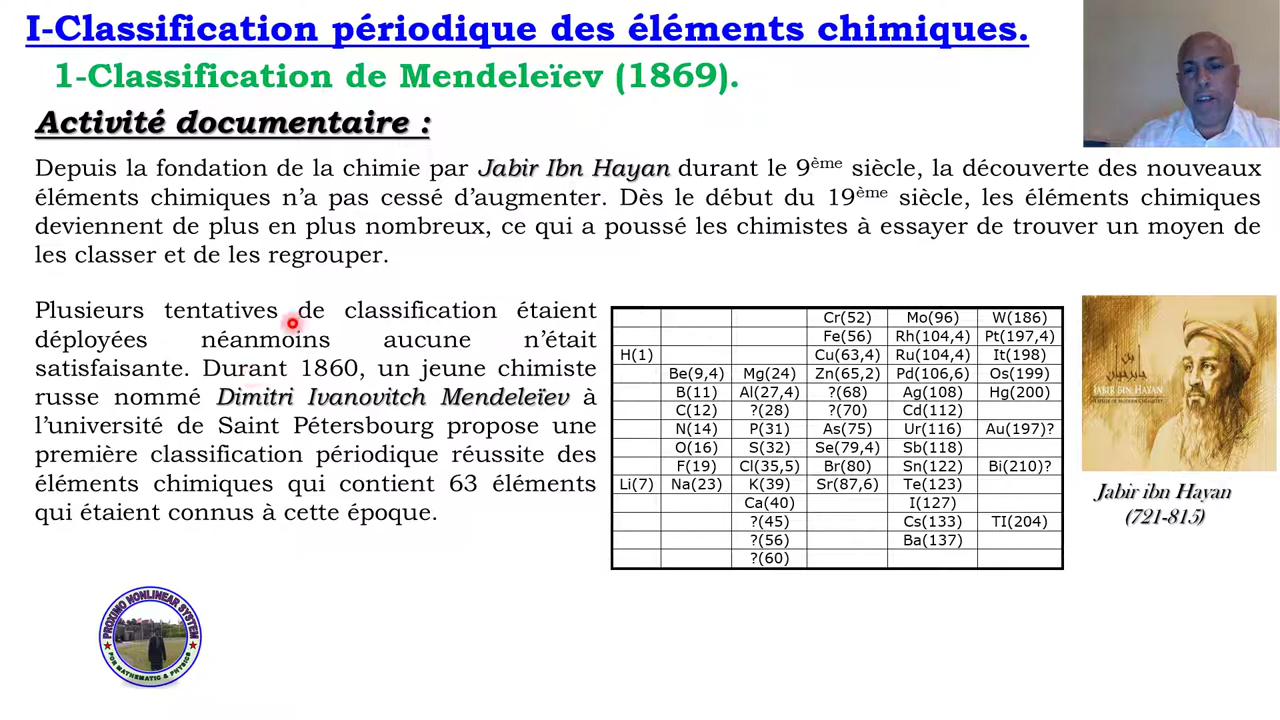 I-Classification périodique des éléments chimiques.
1-Classification de Mendeleïev (1869).
Activité documentaire :
Depuis la fondation de la chimie par Jabir Ibn Hayan durant le 9ème siècle, la découverte des nouveaux
éléments chimiques n’a pas cessé d’augmenter. Dès le début du 19ème siècle, les éléments chimiques
deviennent de plus en plus nombreux, ce qui a poussé les chimistes à essayer de trouver un moyen de
les classer et de les regrouper.
Plusieurs tentatives de classification étaient
déployées néanmoins aucune n’était
satisfaisante. Durant 1860, un jeune chimiste
russe nommé Dimitri Ivanovitch Mendeleïev à
l’université de Saint Pétersbourg propose une
première classification périodique réussite des
éléments chimiques qui contient 63 éléments
qui étaient connus à cette époque.
Cr(52) Mo(96) W(186)
Fe(56) Rh(104,4) Pt(197,4)
H(1) Cu(63,4) Ru(104,4) It(198)
Be(9,4) Mg(24) Zn(65,2) Pd(106,6) Os(199)
B(11) Al(27,4) ?(68) Ag(108) Hg(200)
C(12) ?(28) ?(70) Cd(112)
N(14) P(31) As(75) Ur(116) Au(197)?
O(16) S(32) Se(79,4) Sb(118)
F(19) Cl(35,5) Br(80) Sn(122) Bi(210)?
Li(7) Na(23) K(39) Sr(87,6) Te(123)
Ca(40) I(127)
?(45) Cs(133) TI(204)
?(56) Ba(137)
?(60)
JABIR BIN HAYAN
Jabir ibn Hayan
(721-815)
PROXIMO NONLINEAR SYSTEM
FOR MATHEMATIC & PHYSICS